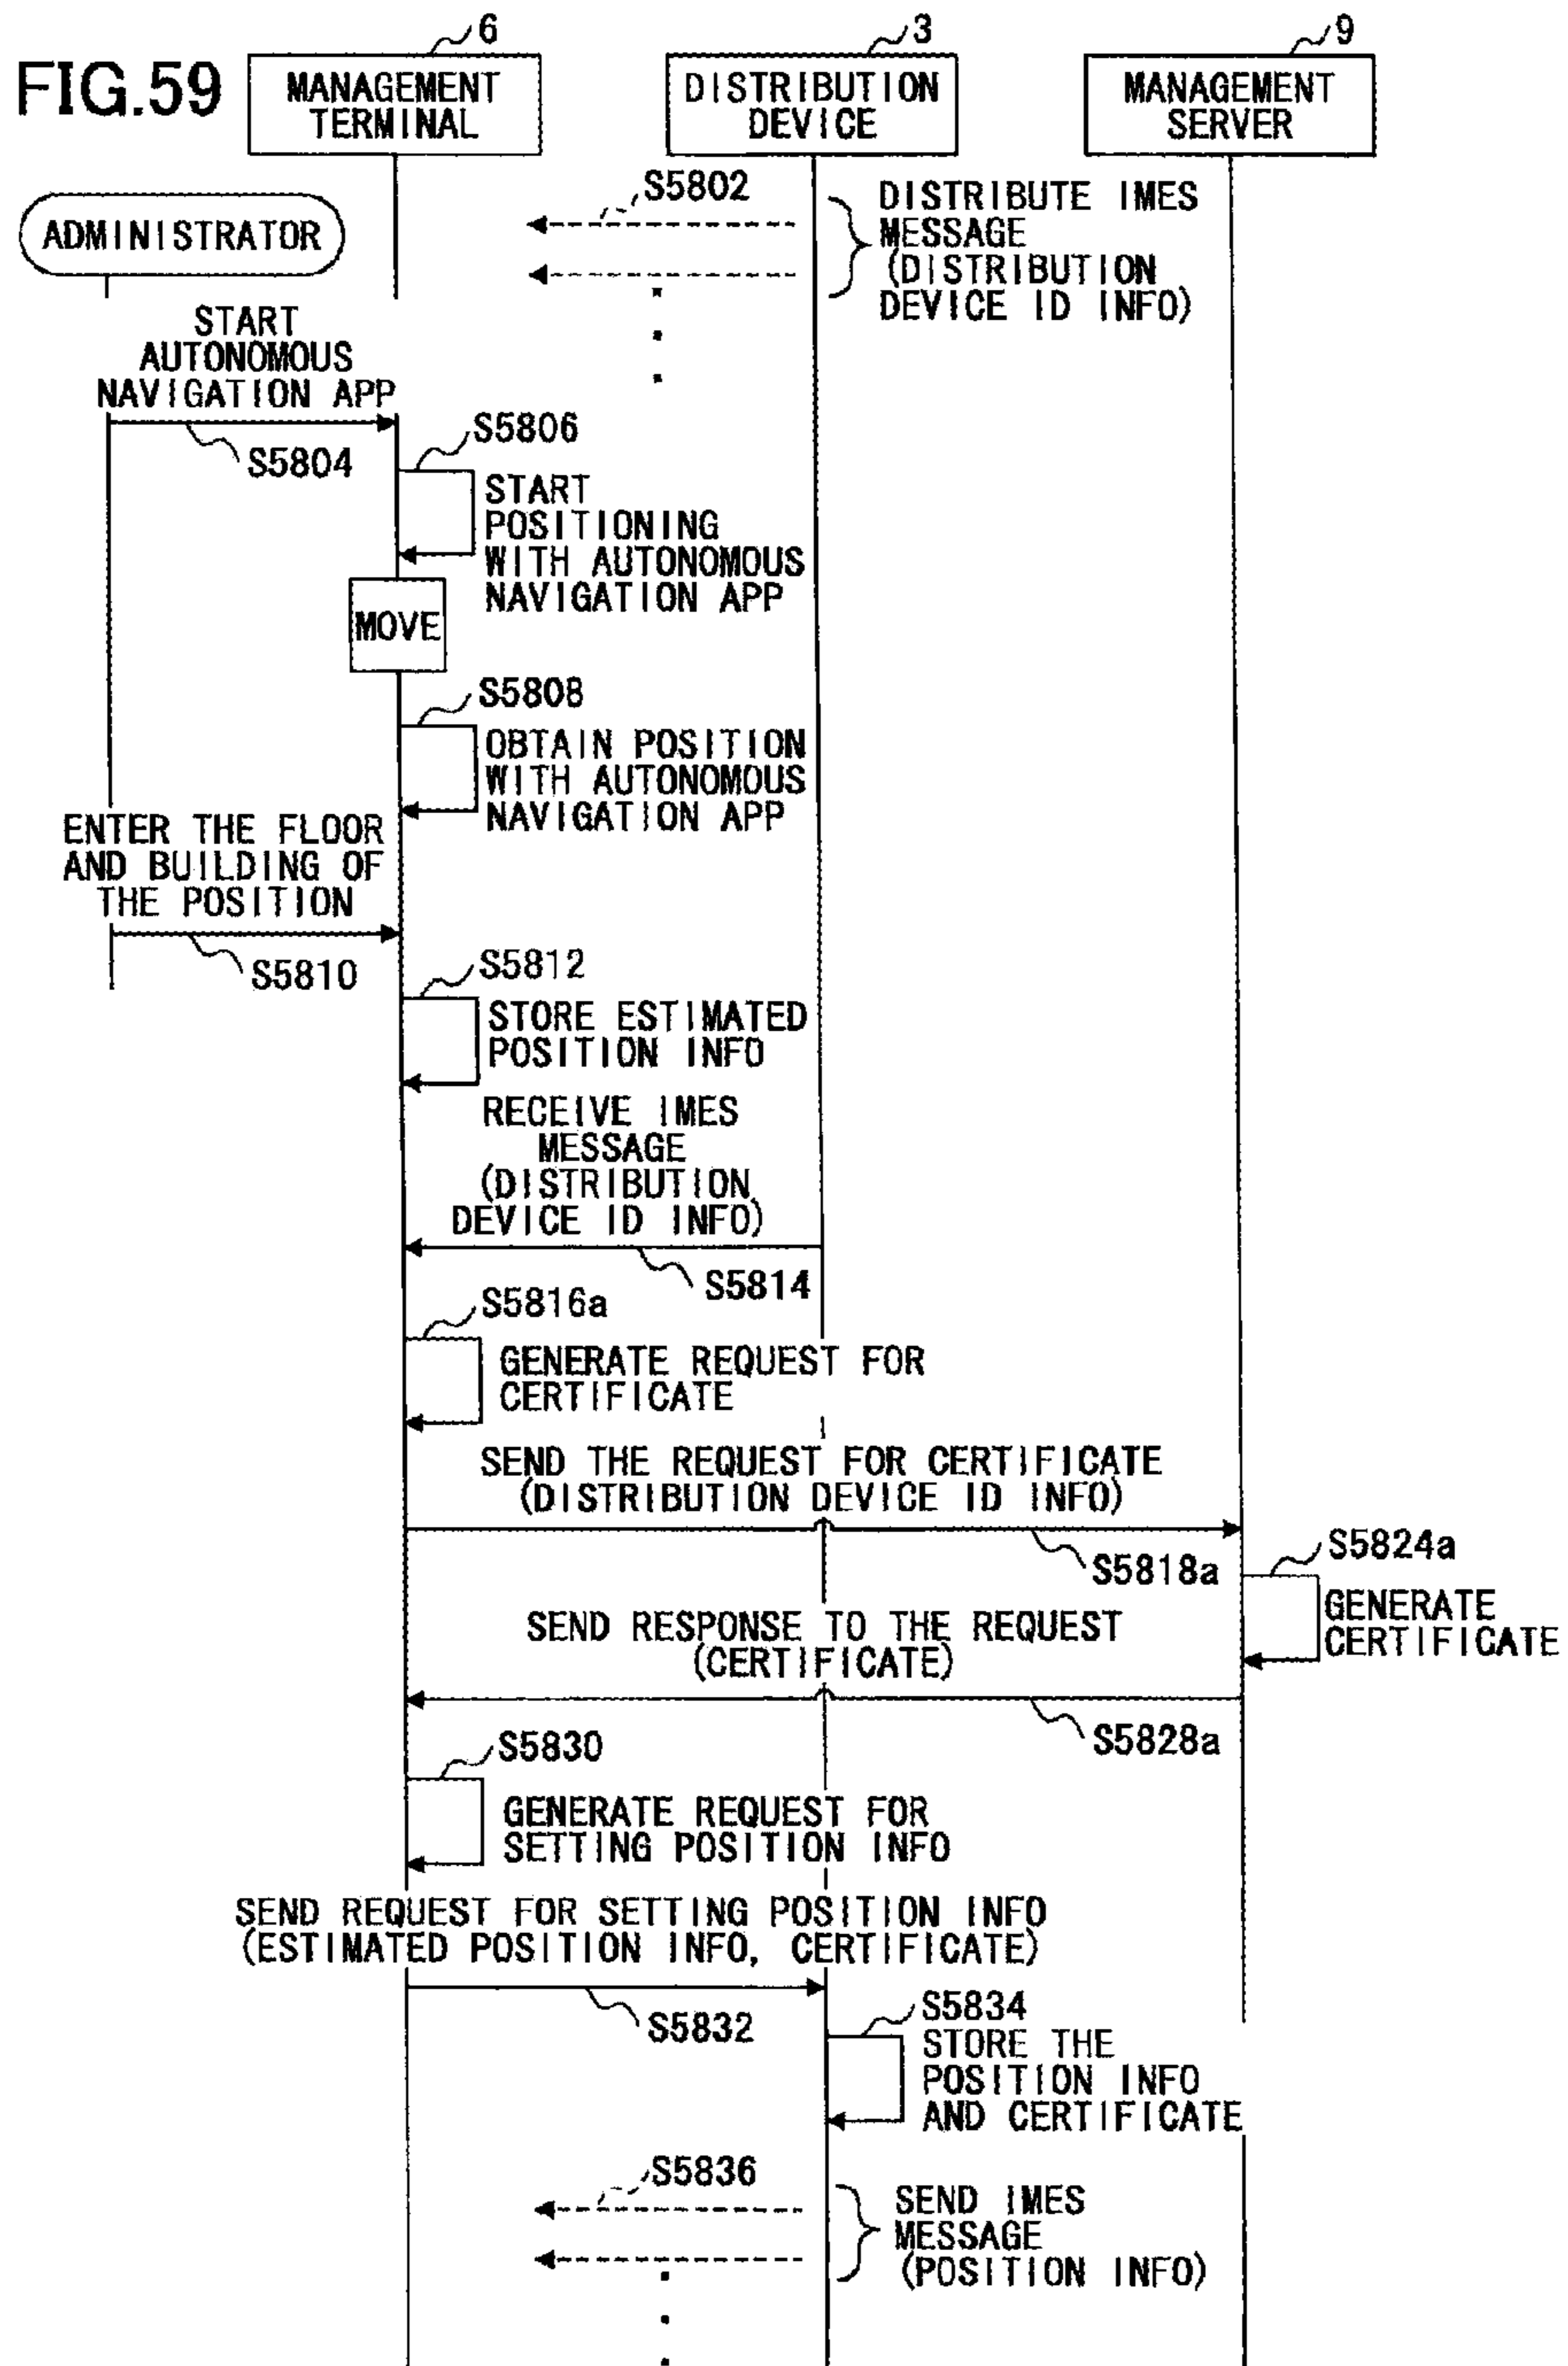 FIG.59
6
MANAGEMENT
TERMINAL
3
DISTRIBUTION
DEVICE
9
MANAGEMENT
SERVER
ADMINISTRATOR
S5802
DISTRIBUTE IMES
MESSAGE
(DISTRIBUTION
DEVICE ID INFO)
START
AUTONOMOUS
NAVIGATION APP
S5804
S5806
START
POSITIONING
WITH AUTONOMOUS
NAVIGATION APP
MOVE
S5808
OBTAIN POSITION
WITH AUTONOMOUS
NAVIGATION APP
ENTER THE FLOOR
AND BUILDING OF
THE POSITION
S5810
S5812
STORE ESTIMATED
POSITION INFO
RECEIVE IMES
MESSAGE
(DISTRIBUTION
DEVICE ID INFO)
S5814
S5816a
GENERATE REQUEST FOR
CERTIFICATE
SEND THE REQUEST FOR CERTIFICATE
(DISTRIBUTION DEVICE ID INFO)
S5818a
S5824a
GENERATE
CERTIFICATE
SEND RESPONSE TO THE REQUEST
(CERTIFICATE)
S5828a
S5830
GENERATE REQUEST FOR
SETTING POSITION INFO
SEND REQUEST FOR SETTING POSITION INFO
(ESTIMATED POSITION INFO, CERTIFICATE)
S5832
S5834
STORE THE
POSITION INFO
AND CERTIFICATE
S5836
SEND IMES
MESSAGE
(POSITION INFO)